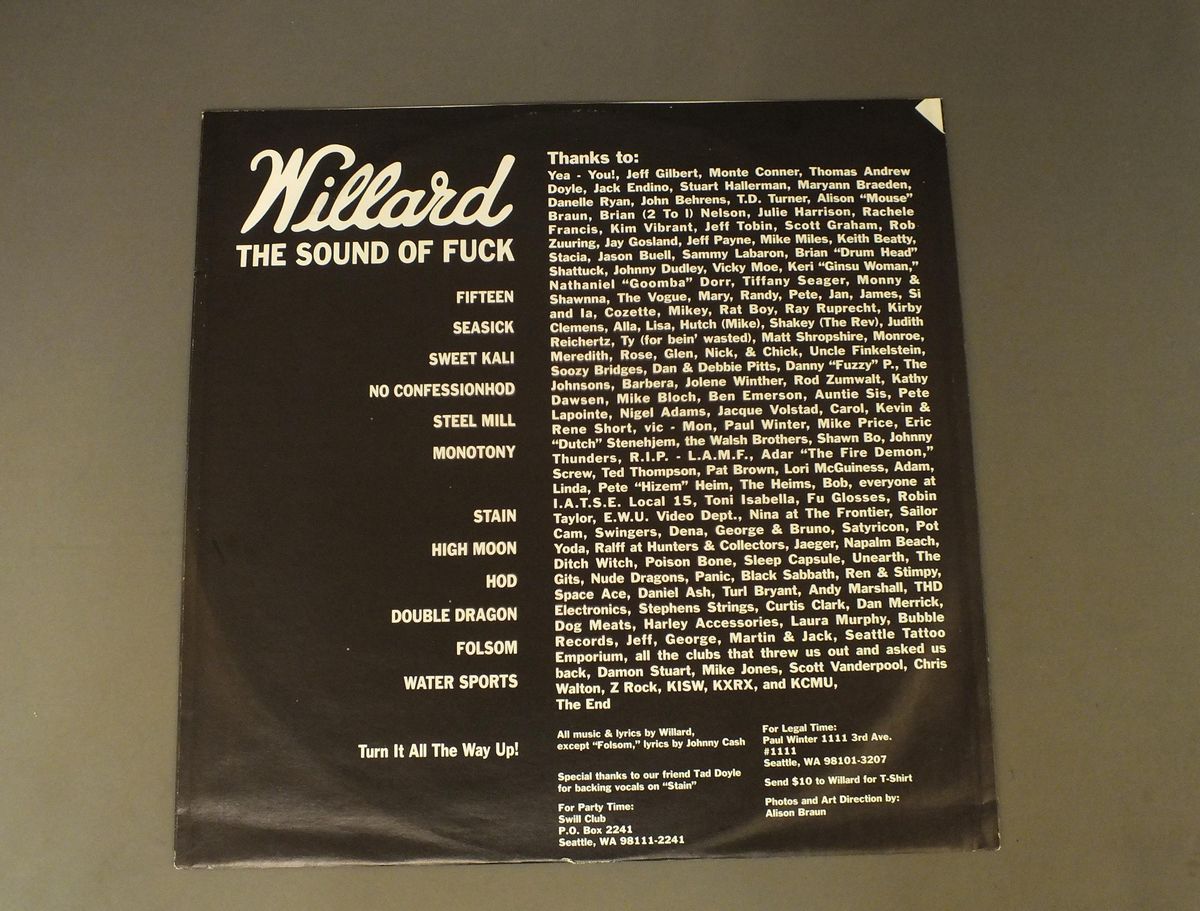 Willard
THE SOUND OF FUCK
FIFTEEN
SEASICK
SWEET KALI
NO CONFESSIONHOD
STEEL MILL
MONOTONY
STAIN
HIGH MOON
HOD
DOUBLE DRAGON
FOLSOM
WATER SPORTS
Turn It All The Way Up!
Thanks to:
Yea - You!, Jeff Gilbert, Monte Conner, Thomas Andrew
Doyle, Jack Endino, Stuart Hallerman, Maryann Braeden,
Danelle Ryan, John Behrens, T.D. Turner, Alison "Mouse"
Braun, Brian (2 To I) Nelson, Julie Harrison, Rachele
Francis, Kim Vibrant, Jeff Tobin, Scott Graham, Rob
Zuuring, Jay Gosland, Jeff Payne, Mike Miles, Keith Beatty,
Stacia, Jason Buell, Sammy Labaron, Brian "Drum Head"
Shattuck, Johnny Dudley, Vicky Moe, Keri "Ginsu Woman,"
Nathaniel "Goomba" Dorr, Tiffany Seager, Monny &
Shawnna, The Vogue, Mary, Randy, Pete, Jan, James, Si
and Ia, Cozette, Mikey, Rat Boy, Ray Ruprecht, Kirby
Clemens, Alla, Lisa, Hutch (Mike), Shakey (The Rev), Judith
Reichertz, Ty (for bein' wasted), Matt Shropshire, Monroe,
Meredith, Rose, Glen, Nick, & Chick, Uncle Finkelstein,
Soozy Bridges, Dan & Debbie Pitts, Danny "Fuzzy" P., The
Johnsons, Barbera, Jolene Winther, Rod Zumwalt, Kathy
Dawsen, Mike Bloch, Ben Emerson, Auntie Sis, Pete
Lapointe, Nigel Adams, Jacque Volstad, Carol, Kevin &
Rene Short, vic - Mon, Paul Winter, Mike Price, Eric
"Dutch" Stenehjem, the Walsh Brothers, Shawn Bo, Johnny
Thunders, R.I.P. - L.A.M.F., Adar "The Fire Demon,"
Screw, Ted Thompson, Pat Brown, Lori McGuiness, Adam,
Linda, Pete "Hizem" Heim, The Heims, Bob, everyone at
I.A.T.S.E. Local 15, Toni Isabella, Fu Glosses, Robin
Taylor, E.W.U. Video Dept., Nina at The Frontier, Sailor
Cam, Swingers, Dena, George & Bruno, Satyricon, Pot
Yoda, Ralff at Hunters & Collectors, Jaeger, Napalm Beach,
Ditch Witch, Poison Bone, Sleep Capsule, Unearth, The
Gits, Nude Dragons, Panic, Black Sabbath, Ren & Stimpy,
Space Ace, Daniel Ash, Turl Bryant, Andy Marshall, THD
Electronics, Stephens Strings, Curtis Clark, Dan Merrick,
Dog Meats, Harley Accessories, Laura Murphy, Bubble
Records, Jeff, George, Martin & Jack, Seattle Tattoo
Emporium, all the clubs that threw us out and asked us
back, Damon Stuart, Mike Jones, Scott Vanderpool, Chris
Walton, Z Rock, KISW, KXRX, and KCMU,
The End
All music & lyrics by Willard,
except "Folsom," lyrics by Johnny Cash
Special thanks to our friend Tad Doyle
for backing vocals on "Stain"
For Party Time:
Swill Club
P.O. Box 2241
Seattle, WA 98111-2241
For Legal Time:
Paul Winter 1111 3rd Ave.
#1111
Seattle, WA 98101-3207
Send $10 to Willard for T-Shirt
Photos and Art Direction by:
Alison Braun